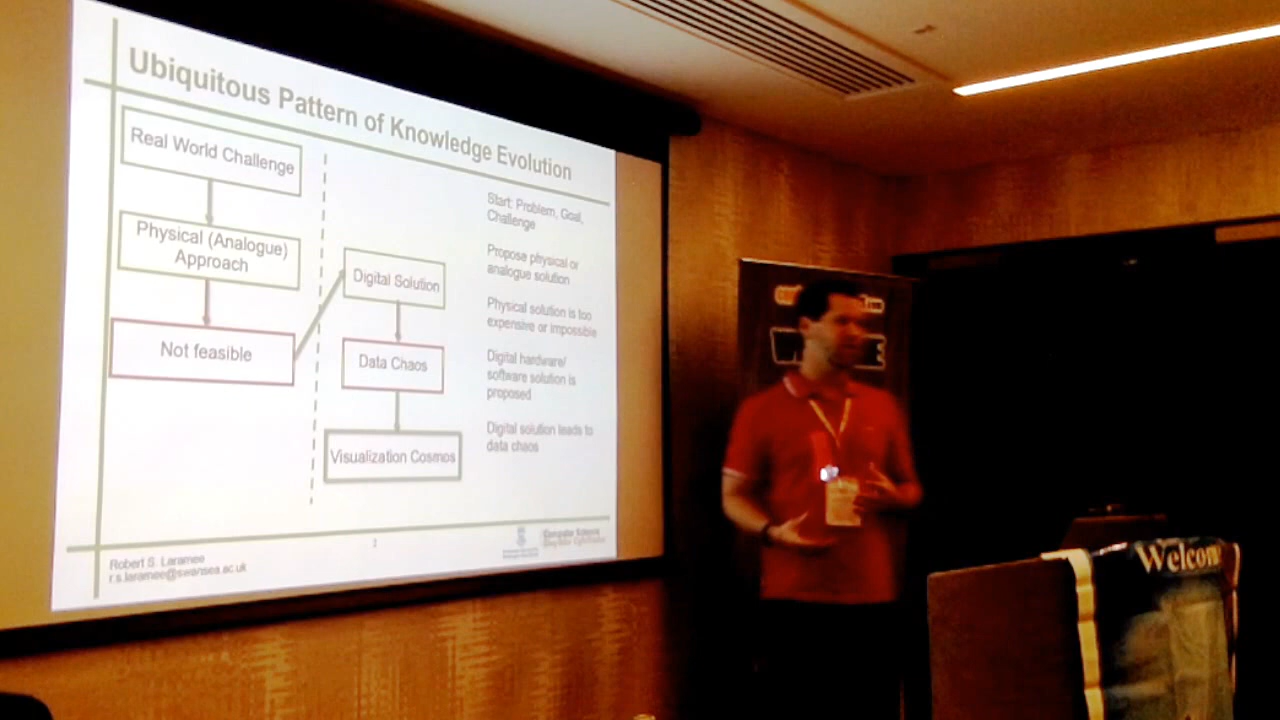 Ubiquitous Pattern of Knowledge Evolution
Real World Challenge
Physical (Analogue)
Approach
Not feasible
Digital Solution
Data Chaos
Visualization Cosmos
Start: Problem, Goal,
Challenge
Propose physical or
analogue solution
Physical solution is too
expensive or impossible
Digital hardware/
software solution is
proposed
Digital solution leads to
data chaos
Robert S. Laramee
r.s.laramee@swansea.ac.uk
Computer Science
Welcom